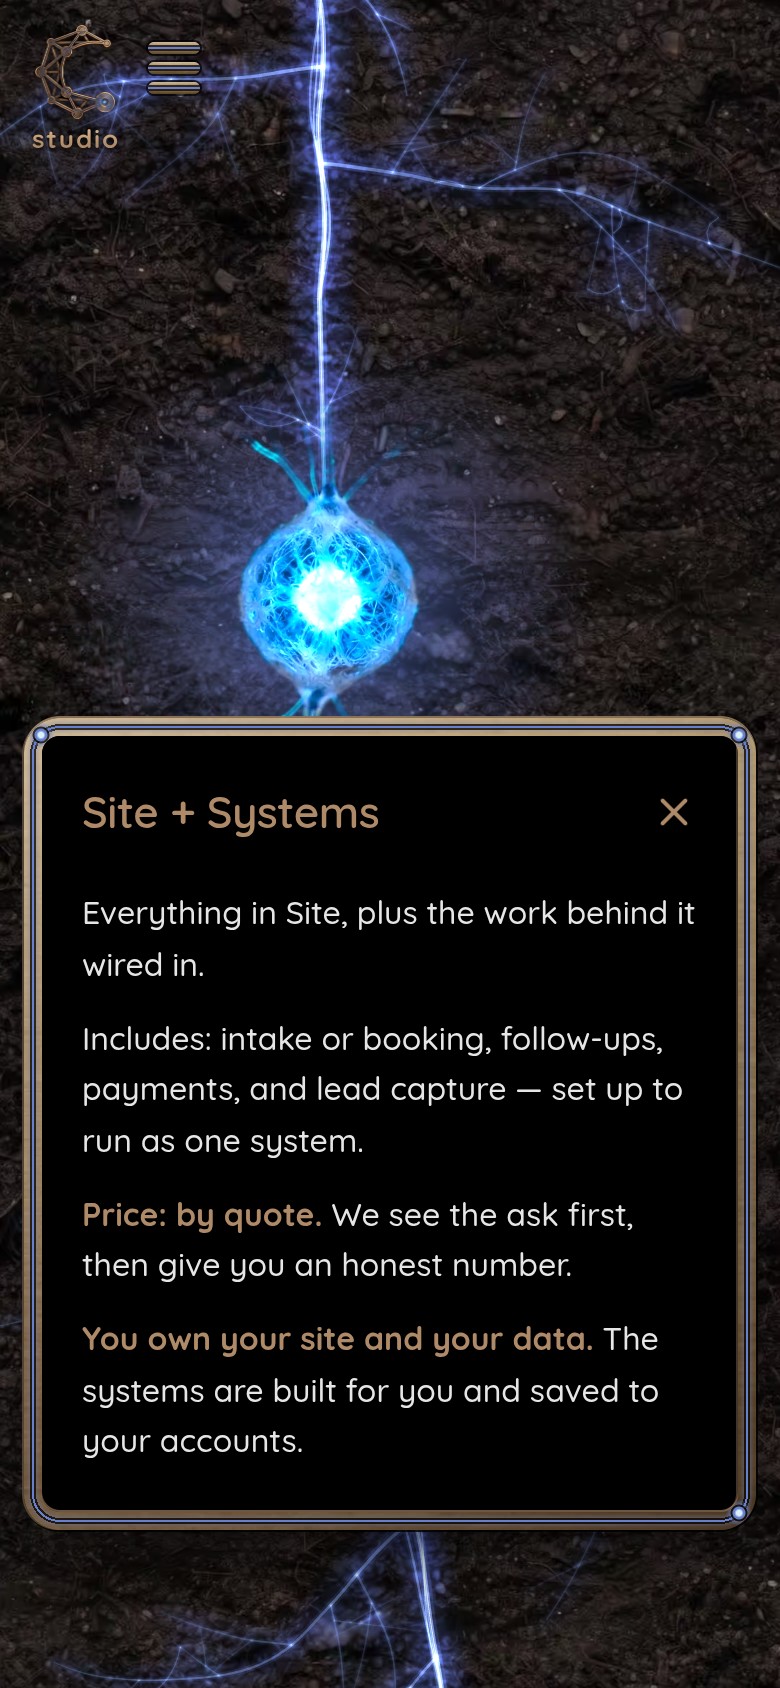 studio
Site + Systems
Everything in Site, plus the work behind it
wired in.
Includes: intake or booking, follow-ups,
payments, and lead capture — set up to
run as one system.
Price: by quote. We see the ask first,
then give you an honest number.
You own your site and your data. The
systems are built for you and saved to
your accounts.